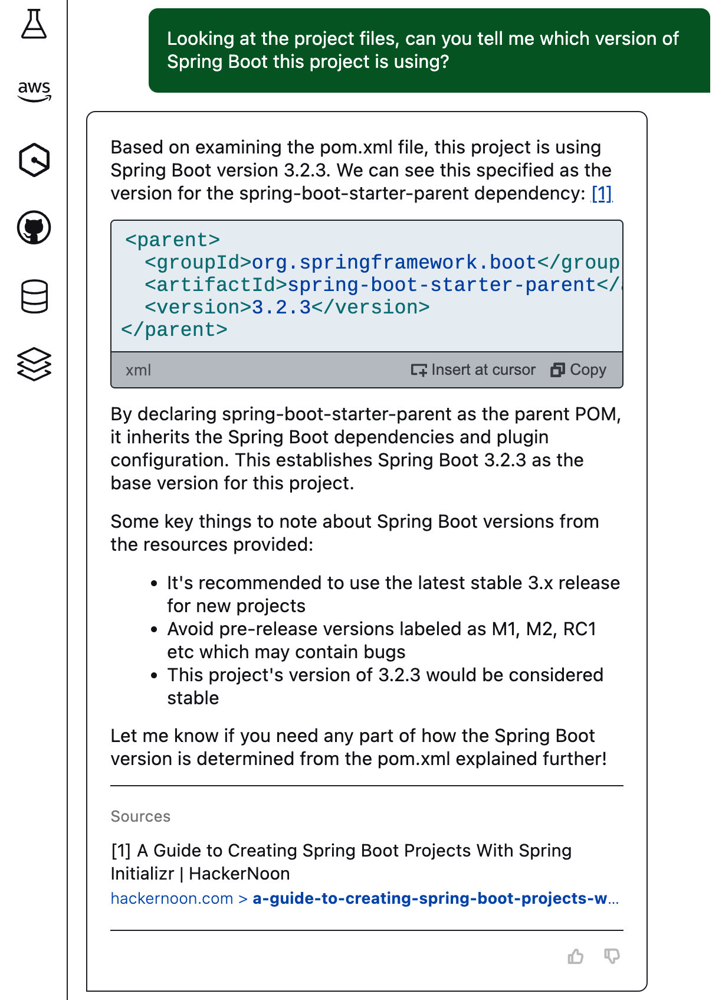 Looking at the project files, can you tell me which version of
Spring Boot this project is using?
aws
Based on examining the pom.xml file, this project is using
Spring Boot version 3.2.3. We can see this specified as the
version for the spring-boot-starter-parent dependency: [1]
<parent>
<groupId>org.springframework.boot</group
<artifactId>spring-boot-starter-parent</a
<version>3.2.3</version>
</parent>
xml Insert at cursor Copy
By declaring spring-boot-starter-parent as the parent POM,
it inherits the Spring Boot dependencies and plugin
configuration. This establishes Spring Boot 3.2.3 as the
base version for this project.
Some key things to note about Spring Boot versions from
the resources provided:
• It's recommended to use the latest stable 3.x release
for new projects
• Avoid pre-release versions labeled as M1, M2, RC1
etc which may contain bugs
• This project's version of 3.2.3 would be considered
stable
Let me know if you need any part of how the Spring Boot
version is determined from the pom.xml explained further!
Sources
[1] A Guide to Creating Spring Boot Projects With Spring
Initializr | HackerNoon
hackernoon.com > a-guide-to-creating-spring-boot-projects-w...